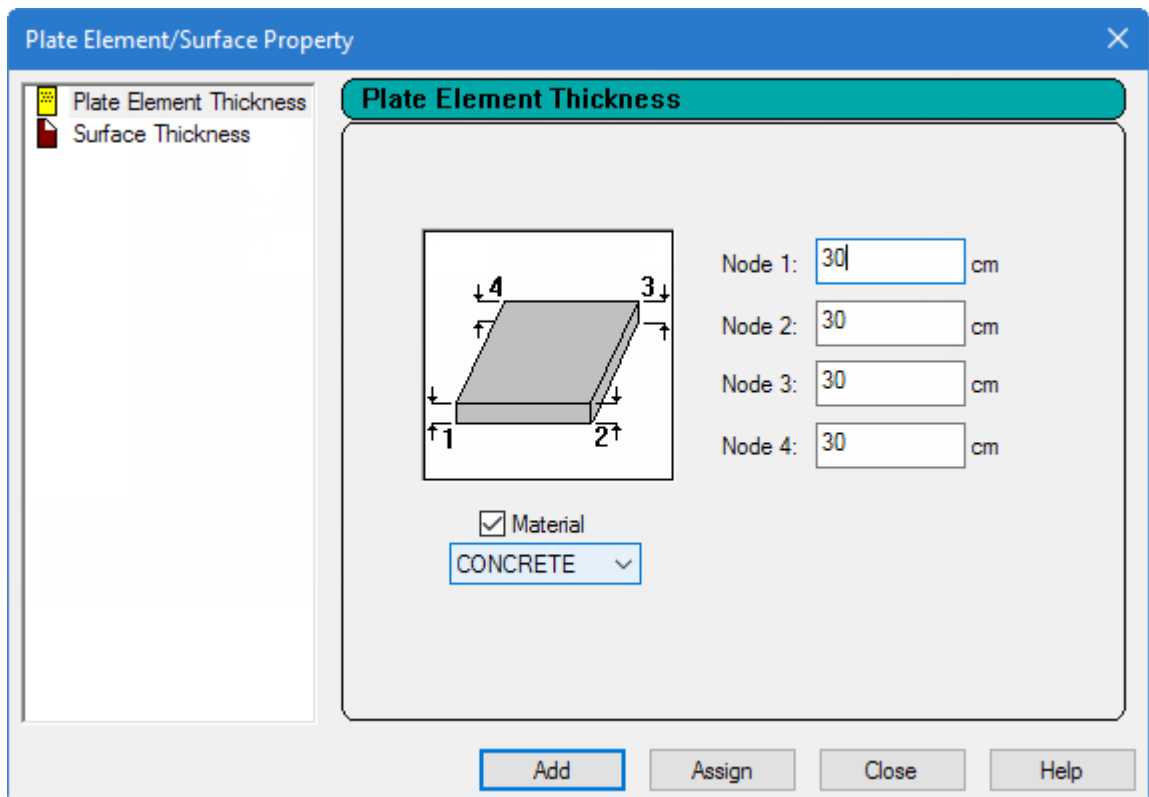 Plate Element/Surface Property
Plate Element Thickness
Surface Thickness
Plate Element Thickness
4 3
1 2
Node 1: 30 cm
Node 2: 30 cm
Node 3: 30 cm
Node 4: 30 cm
Material
CONCRETE
Add Assign Close Help